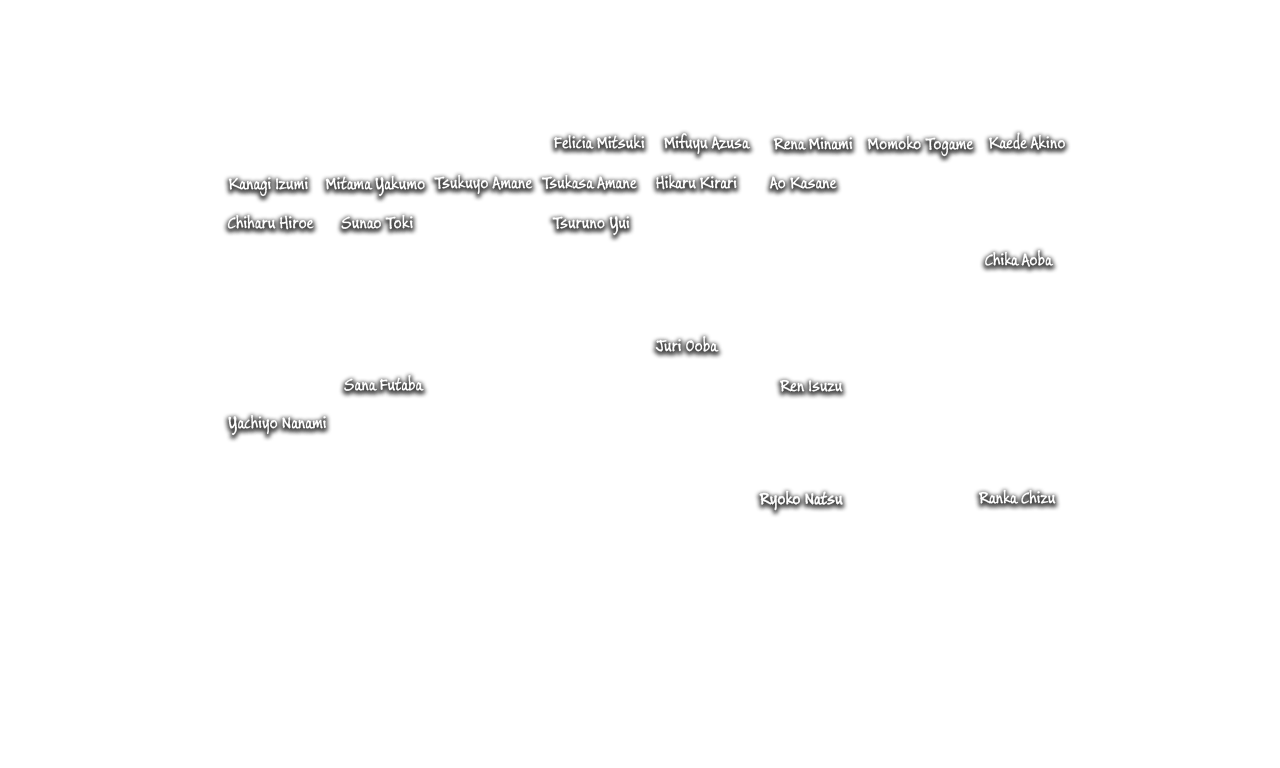 Felicia Mitsuki Mifuyu Azusa Rena Minami Momoko Togame Kaede Akino
Kanagi Izumi Mitama Yakumo Tsukuyo Amane Tsukasa Amane Hikaru Kirari Ao Kasane
Chiharu Hiroe Sunao Toki Tsuruno Yui
Chika Aoba
Juri Ooba
Sana Futaba Ren Isuzu
Yachiyo Nanami
Ryoko Natsu Ranka Chizu